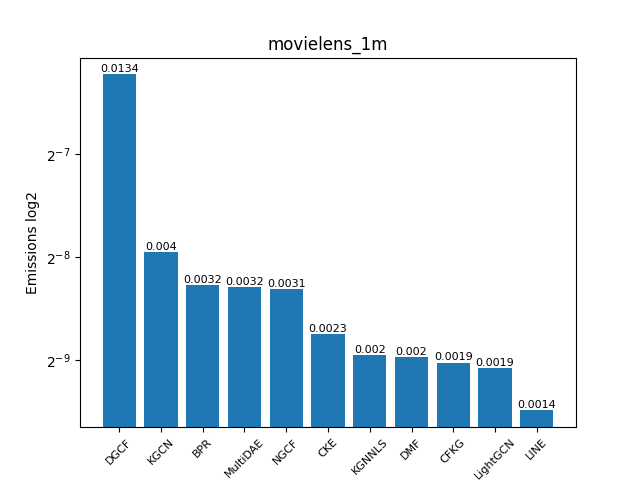 movielens_1m
Emissions log2
2⁻⁷
2⁻⁸
2⁻⁹
0.0134
0.004
0.0032
0.0032
0.0031
0.0023
0.002
0.002
0.0019
0.0019
0.0014
DGCF
KGCN
BPR
MultiDAE
NGCF
CKE
KGNNLS
DMF
CFKG
LightGCN
LINE